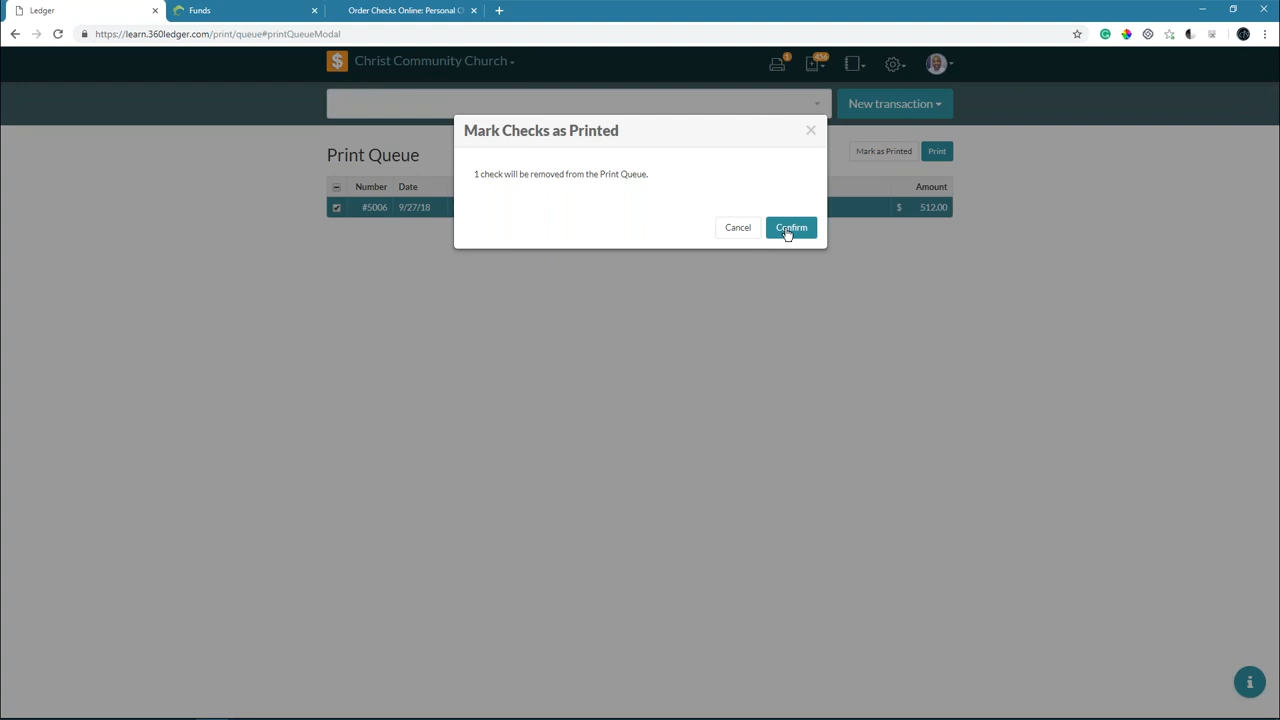 Ledger
Funds
Order Checks Online: Personal C
https://learn.360ledger.com/print/queue#printQueueModal
$ Christ Community Church
1
456
New transaction
Mark Checks as Printed
Print Queue
Mark as Printed
Print
1 check will be removed from the Print Queue.
Number Date Amount
#5006 9/27/18 $ 512.00
Cancel Confirm
i